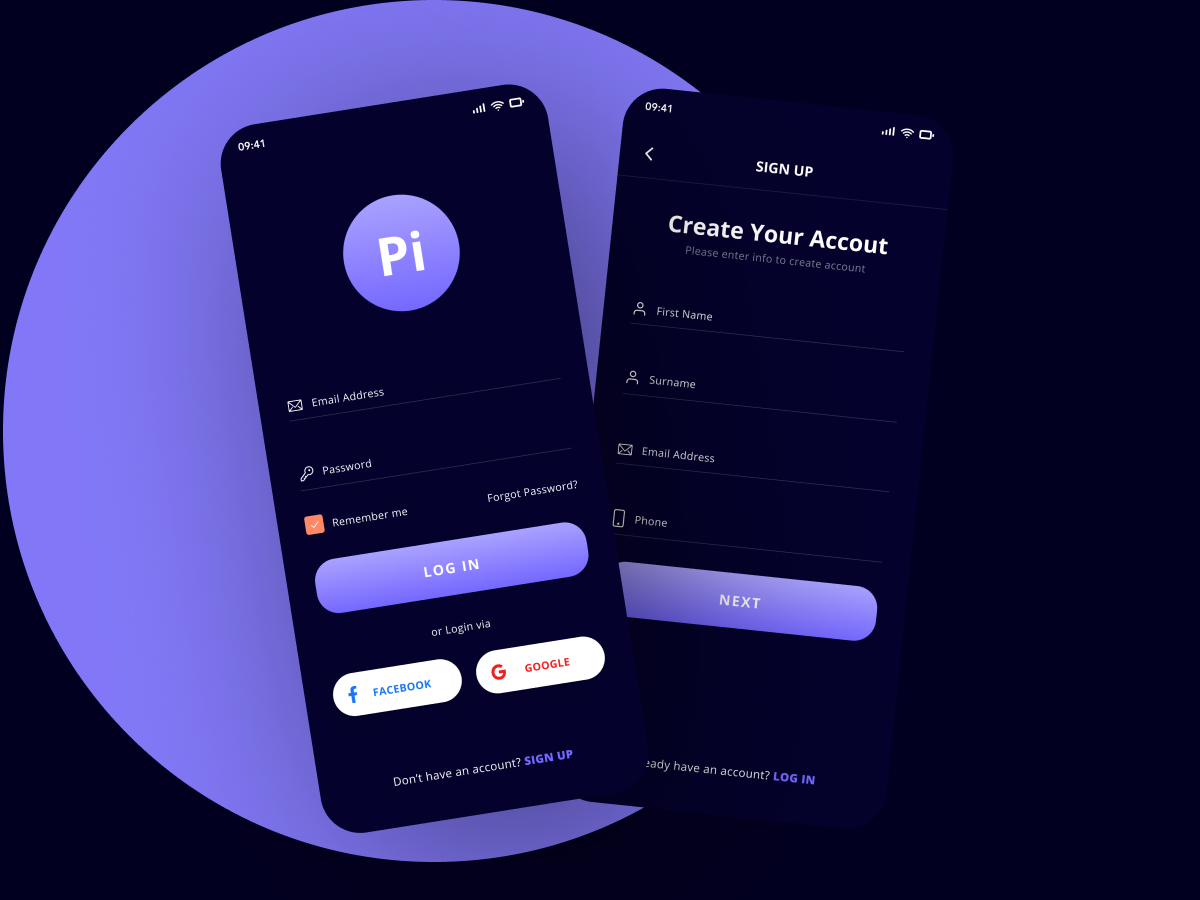 09:41
Pi
Email Address
Password
Remember me
Forgot Password?
LOG IN
or Login via
FACEBOOK
GOOGLE
Don't have an account? SIGN UP
09:41
SIGN UP
Create Your Accout
Please enter info to create account
First Name
Surname
Email Address
Phone
NEXT
have an account? LOG IN